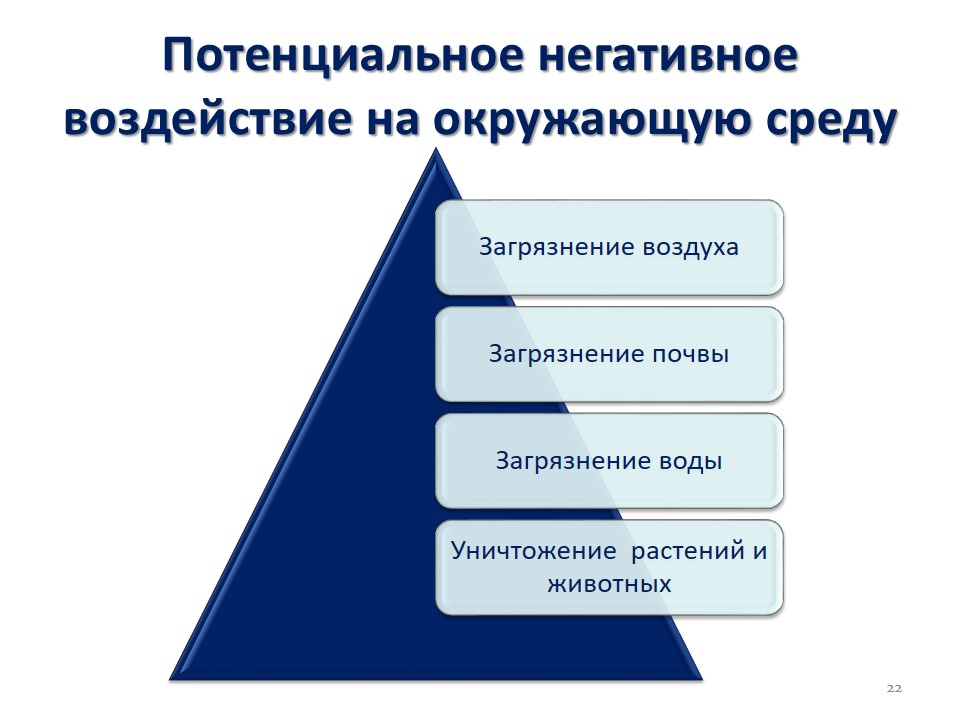 Потенциальное негативное
воздействие на окружающую среду
Загрязнение воздуха
Загрязнение почвы
Загрязнение воды
Уничтожение  растений и
животных
22